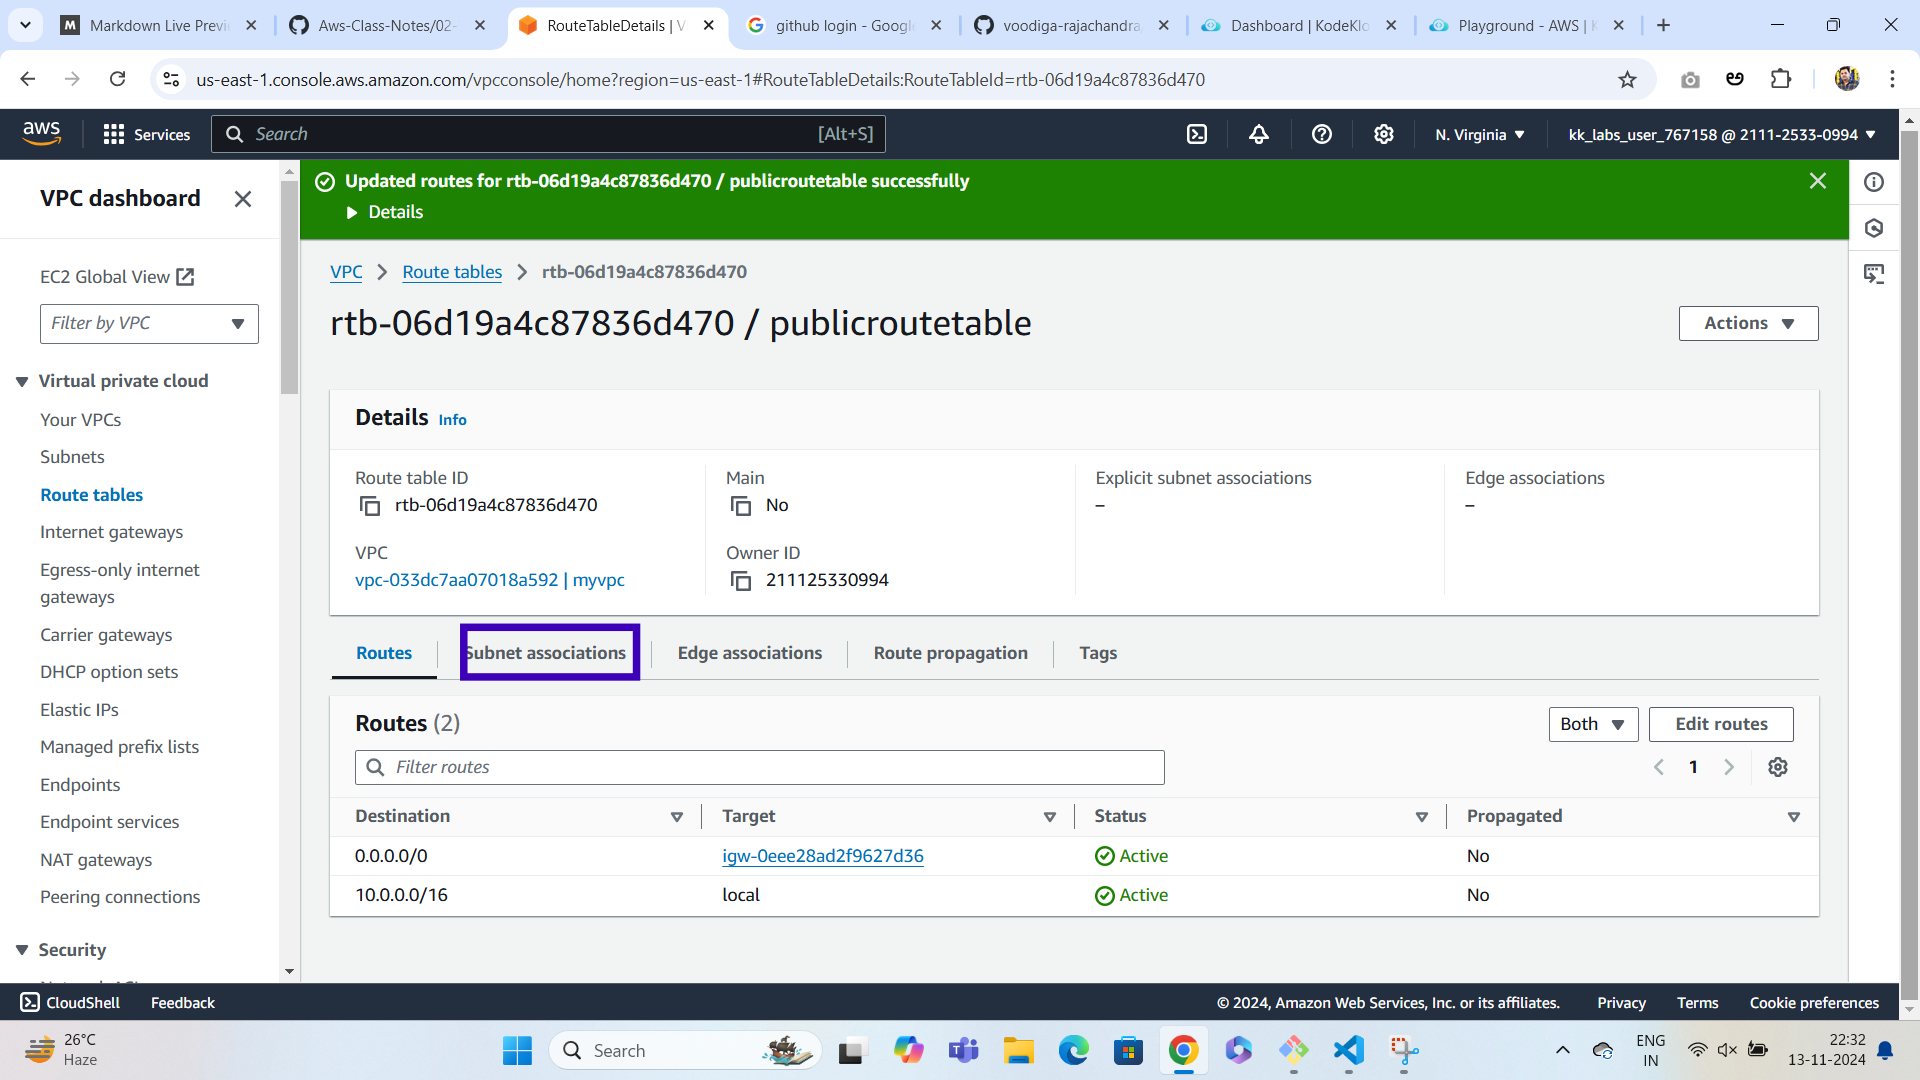 Markdown Live Previ
Aws-Class-Notes/02-
RouteTableDetails | V
github login - Google
voodiga-rajachandra
Dashboard | KodeKlo
Playground - AWS | K
us-east-1.console.aws.amazon.com/vpcconsole/home?region=us-east-1#RouteTableDetails:RouteTableId=rtb-06d19a4c87836d470
aws
Services
Search
[Alt+S]
N. Virginia
kk_labs_user_767158 @ 2111-2533-0994
VPC dashboard
EC2 Global View
Filter by VPC
Virtual private cloud
Your VPCs
Subnets
Route tables
Internet gateways
Egress-only internet
gateways
Carrier gateways
DHCP option sets
Elastic IPs
Managed prefix lists
Endpoints
Endpoint services
NAT gateways
Peering connections
Security
Updated routes for rtb-06d19a4c87836d470 / publicroutetable successfully
Details
VPC > Route tables > rtb-06d19a4c87836d470
rtb-06d19a4c87836d470 / publicroutetable
Actions
Details Info
Route table ID
rtb-06d19a4c87836d470
Main
No
Explicit subnet associations
–
Edge associations
–
VPC
vpc-033dc7aa07018a592 | myvpc
Owner ID
211125330994
Routes
Subnet associations
Edge associations
Route propagation
Tags
Routes (2)
Both
Edit routes
Filter routes
1
Destination Target Status Propagated
0.0.0.0/0 igw-0eee28ad2f9627d36 Active No
10.0.0.0/16 local Active No
CloudShell
Feedback
© 2024, Amazon Web Services, Inc. or its affiliates.
Privacy
Terms
Cookie preferences
26°C
Haze
Search
ENG
IN
22:32
13-11-2024